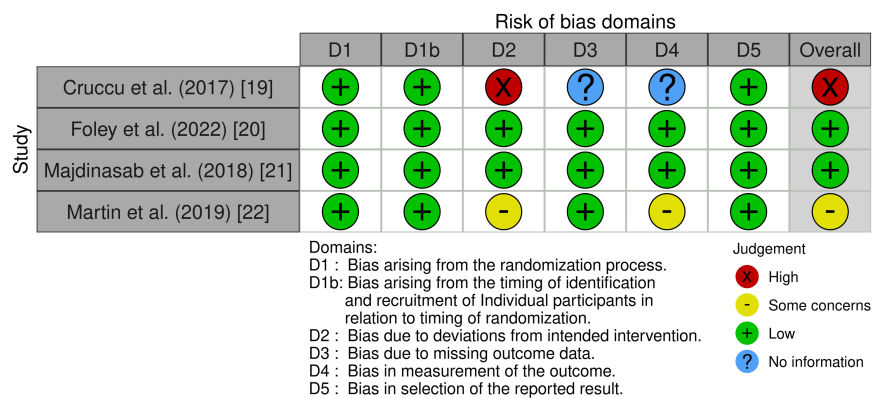 Risk of bias domains
D1 D1b D2 D3 D4 D5 Overall
Study
Cruccu et al. (2017) [19] + + X ? ? + X
Foley et al. (2022) [20] + + + + + + +
Majdinasab et al. (2018) [21] + + + + + + +
Martin et al. (2019) [22] + + - + - + -
Domains:
D1 : Bias arising from the randomization process.
D1b: Bias arising from the timing of identification
and recruitment of Individual participants in
relation to timing of randomization.
D2 : Bias due to deviations from intended intervention.
D3 : Bias due to missing outcome data.
D4 : Bias in measurement of the outcome.
D5 : Bias in selection of the reported result.
Judgement
X High
- Some concerns
+ Low
? No information